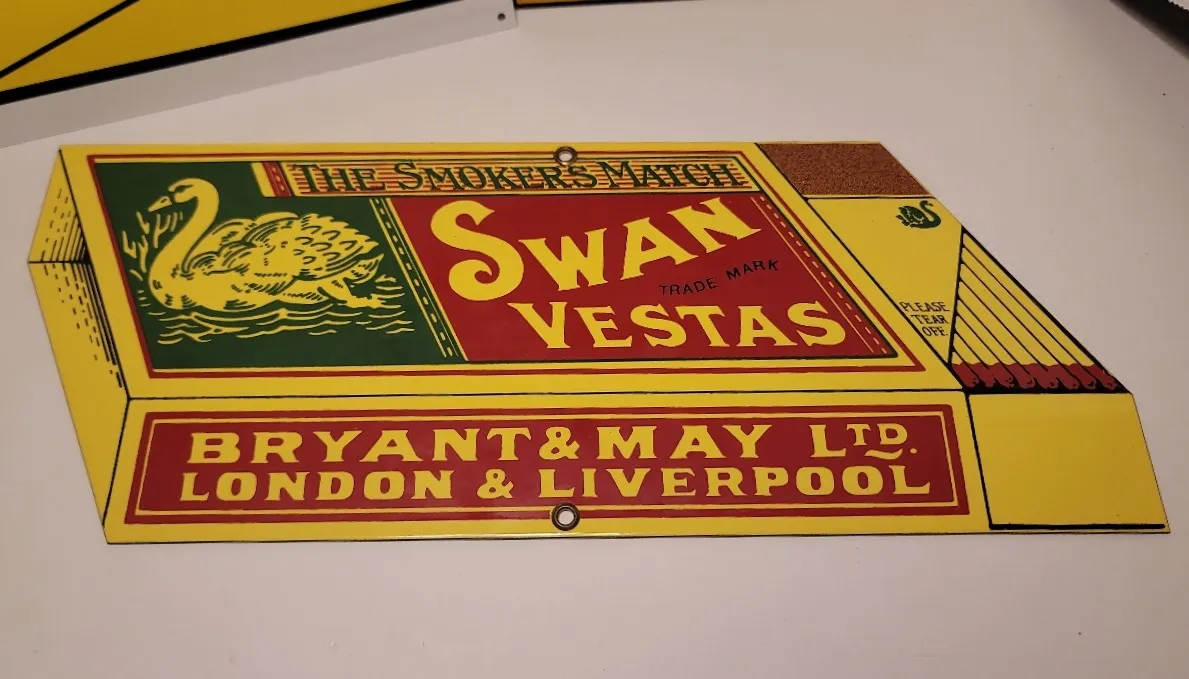 THE SMOKER'S MATCH
SWAN
VESTAS
TRADE MARK
PLEASE
TEAR
OFF.
BRYANT & MAY LTD.
LONDON & LIVERPOOL